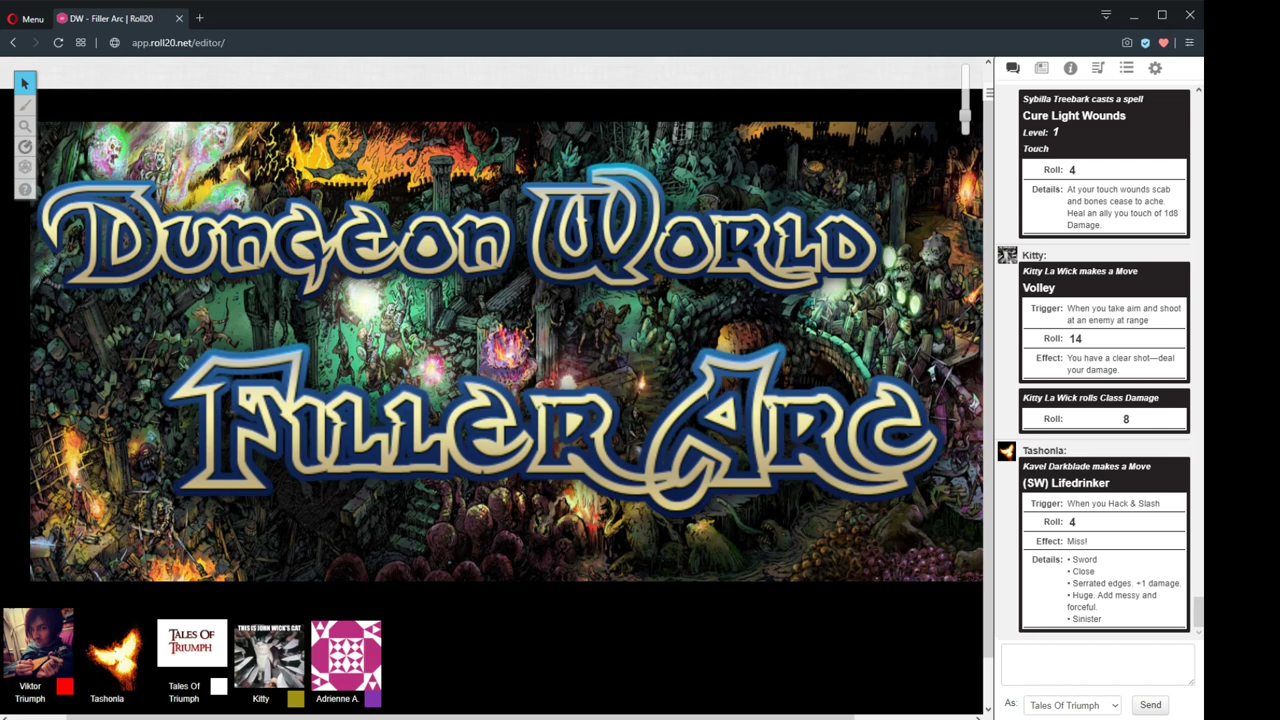 Menu
DW - Filler Arc | Roll20
app.roll20.net/editor/
Dungeon World
Filler Arc
Sybilla Treebark casts a spell
Cure Light Wounds
Level: 1
Touch
Roll: 4
Details: At your touch wounds scab
and bones cease to ache.
Heal an ally you touch of 1d8
Damage.
Kitty:
Kitty La Wick makes a Move
Volley
Trigger: When you take aim and shoot
at an enemy at range
Roll: 14
Effect: You have a clear shot—deal
your damage.
Kitty La Wick rolls Class Damage
Roll: 8
Tashonla:
Kavel Darkblade makes a Move
(SW) Lifedrinker
Trigger: When you Hack & Slash
Roll: 4
Effect: Miss!
Details: • Sword
• Close
• Serrated edges. +1 damage.
• Huge. Add messy and
forceful.
• Sinister
As: Tales Of Triumph
Send
Viktor
Triumph
Tashonla
TALES OF
TRIUMPH
Tales Of
Triumph
THIS IS JOHN WICK'S CAT
Kitty
Adrienne A.